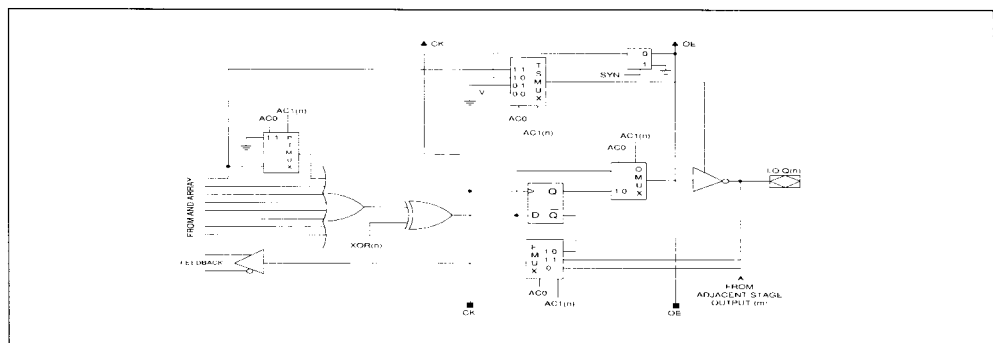 CK
OE
0
1
SYN
1 1
1 0
0 1
0 0
T
S
M
U
X
V
AC0
AC1(n)
AC1(n)
AC0
1 1
P
T
M
U
X
AC1(n)
AC0
O
M
U
X
1 0
I O Q(n)
Q
D Q
FROM AND ARRAY
XOR(n)
F
M
U
X
1 0
1 1
0
FEEDBACK
AC0
AC1(n)
CK
OE
FROM
ADJACENT STAGE
OUTPUT (m)